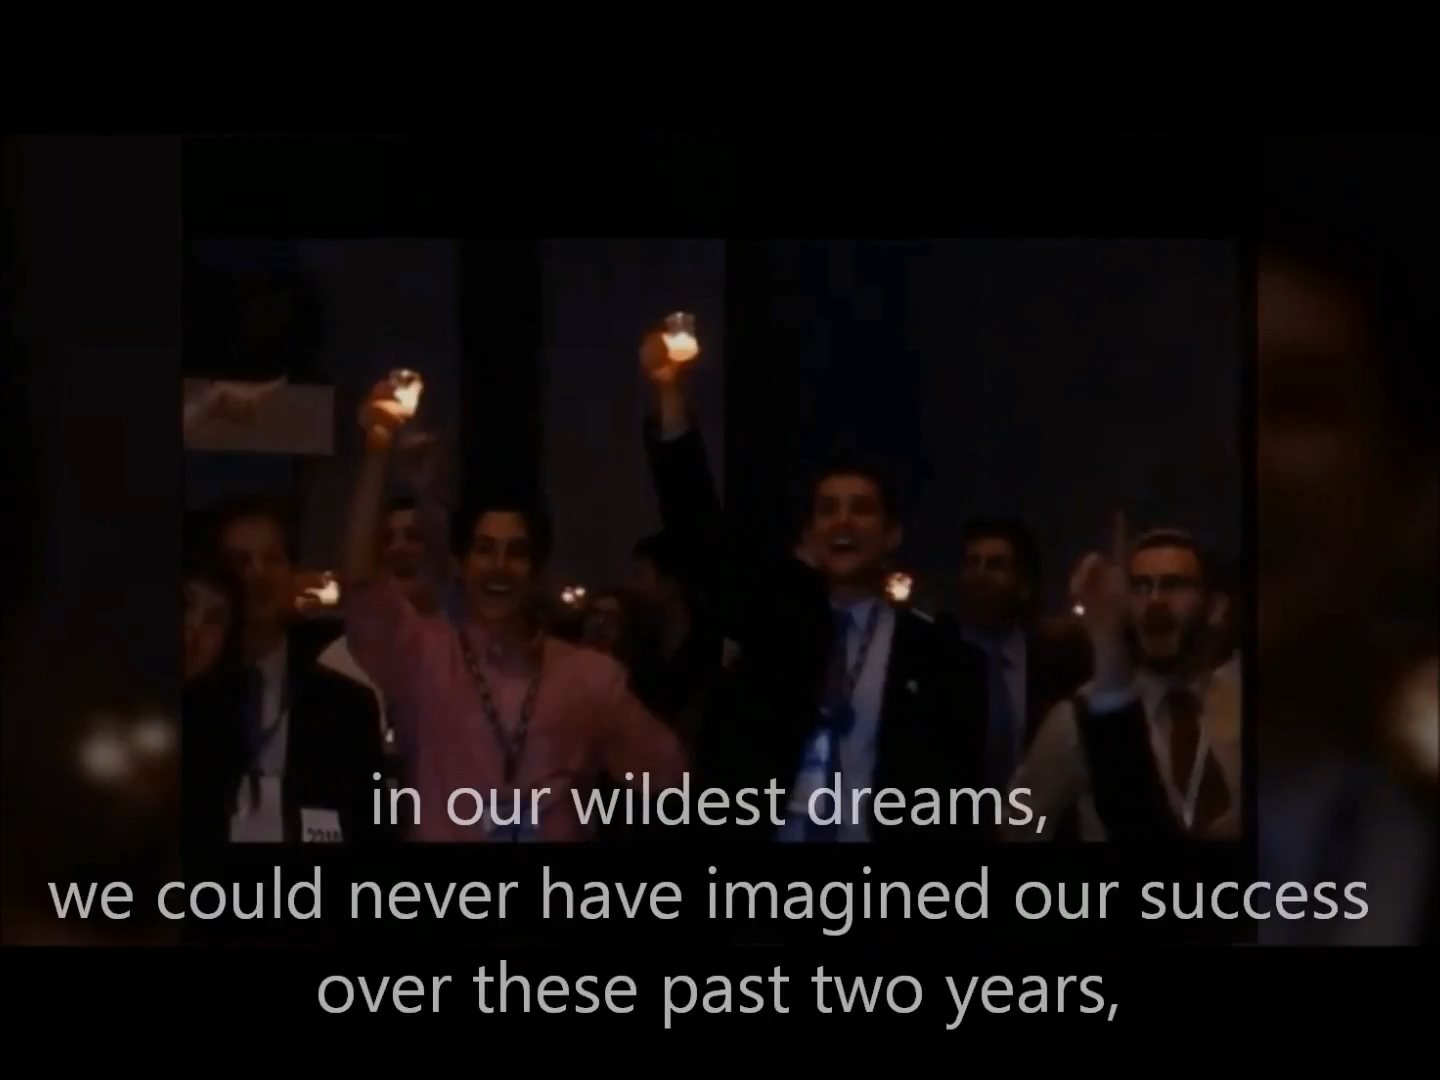 in our wildest dreams,
we could never have imagined our success
over these past two years,